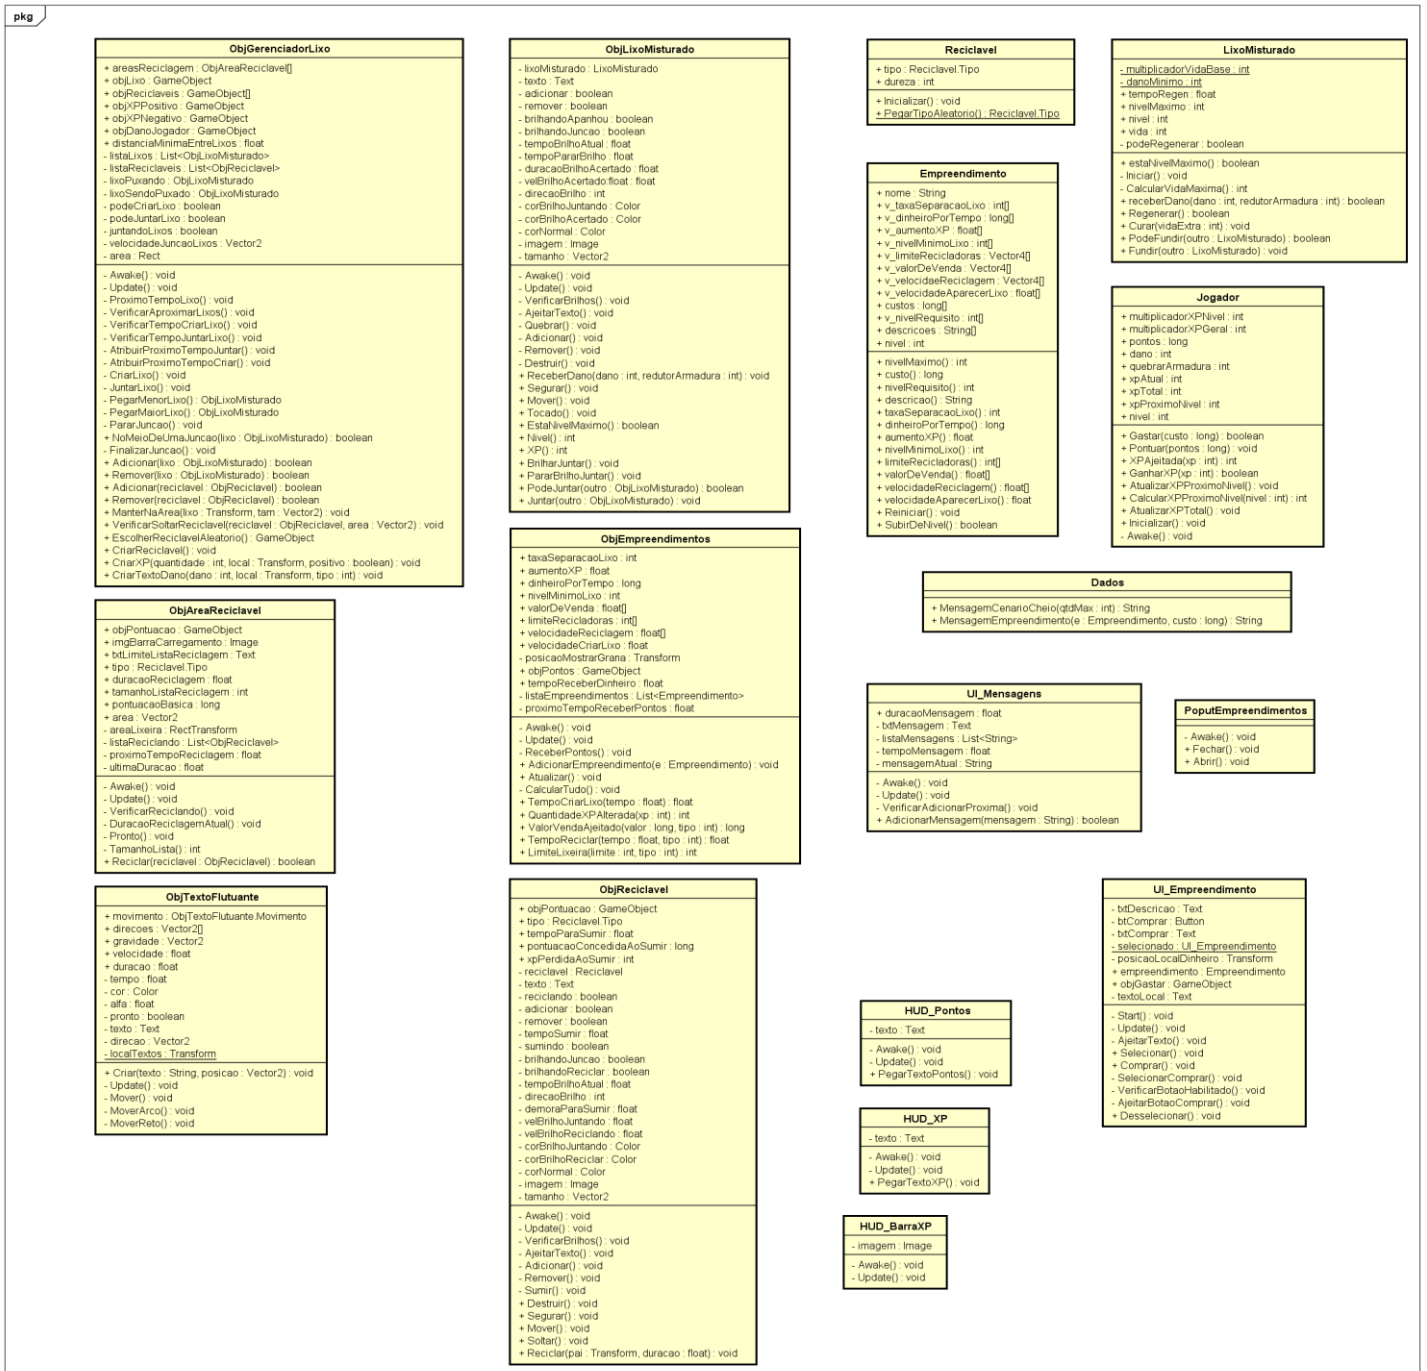 pkg
ObjGerenciadorLixo
+ areasReciclagem : ObjAreaReciclavel[]
+ objLixo : GameObject
+ objReciclaveis : GameObject[]
+ objXPPositivo : GameObject
+ objXPNegativo : GameObject
+ objDanoJogador : GameObject
+ distanciaMinimaEntreLixos : float
- listaLixos : List<ObjLixoMisturado>
- listaReciclaveis : List<ObjReciclavel>
- lixoPuxando : ObjLixoMisturado
- lixoSendoPuxado : ObjLixoMisturado
- podeCriarLixo : boolean
- podeJuntarLixo : boolean
- juntandoLixos : boolean
- velocidadeJuncaoLixos : Vector2
- area : Rect
- Awake() : void
- Update() : void
- ProximoTempoLixo() : void
- VerificarAproximarLixos() : void
- VerificarTempoCriarLixo() : void
- VerificarTempoJuntarLixo() : void
- AtribuirProximoTempoJuntar() : void
- AtribuirProximoTempoCriar() : void
- CriarLixo() : void
- JuntarLixo() : void
- PegarMenorLixo() : ObjLixoMisturado
- PegarMaiorLixo() : ObjLixoMisturado
- PararJuncao() : void
+ NoMeioDeUmaJuncao(lixo : ObjLixoMisturado) : boolean
- FinalizarJuncao() : void
+ Adicionar(lixo : ObjLixoMisturado) : boolean
+ Remover(lixo : ObjLixoMisturado) : boolean
+ Adicionar(reciclavel : ObjReciclavel) : boolean
+ Remover(reciclavel : ObjReciclavel) : boolean
+ ManterNaArea(lixo : Transform, tam : Vector2) : void
+ VerificarSoltarReciclavel(reciclavel : ObjReciclavel, area : Vector2) : void
+ EscolherReciclavelAleatorio() : GameObject
+ CriarReciclavel() : void
+ CriarXP(quantidade : int, local : Transform, positivo : boolean) : void
+ CriarTextoDano(dano : int, local : Transform, tipo : int) : void
ObjAreaReciclavel
+ objPontuacao : GameObject
+ imgBarraCarregamento : Image
+ txtLimiteListaReciclagem : Text
+ tipo : Reciclavel.Tipo
+ duracaoReciclagem : float
+ tamanhoListaReciclagem : int
+ pontuacaoBasica : long
+ area : Vector2
- areaLixeira : RectTransform
- listaReciclando : List<ObjReciclavel>
- proximoTempoReciclagem : float
- ultimaDuracao : float
- Awake() : void
- Update() : void
- VerificarReciclando() : void
- DuracaoReciclagemAtual() : void
- Pronto() : void
- TamanhoLista() : int
+ Reciclar(reciclavel : ObjReciclavel) : boolean
ObjTextoFlutuante
+ movimento : ObjTextoFlutuante.Movimento
+ direcoes : Vector2[]
+ gravidade : Vector2
+ velocidade : float
+ duracao : float
- tempo : float
- cor : Color
- alfa : float
- pronto : boolean
- texto : Text
- direcao : Vector2
- localTextos : Transform
+ Criar(texto : String, posicao : Vector2) : void
- Update() : void
- Mover() : void
- MoverArco() : void
- MoverReto() : void
ObjLixoMisturado
- lixoMisturado : LixoMisturado
- texto : Text
- adicionar : boolean
- remover : boolean
- brilhandoApanhou : boolean
- brilhandoJuncao : boolean
- tempoBrilhoAtual : float
- tempoPararBrilho : float
- duracaoBrilhoAcertado : float
- velBrilhoAcertado:float : float
- direcaoBrilho : int
- corBrilhoJuntando : Color
- corBrilhoAcertado : Color
- corNormal : Color
- imagem : Image
- tamanho : Vector2
- Awake() : void
- Update() : void
- VerificarBrilhos() : void
- AjeitarTexto() : void
- Quebrar() : void
- Adicionar() : void
- Remover() : void
- Destruir() : void
+ ReceberDano(dano : int, redutorArmadura : int) : void
+ Segurar() : void
+ Mover() : void
+ Tocado() : void
+ EstaNivelMaximo() : boolean
+ Nivel() : int
+ XP() : int
+ BrilharJuntar() : void
+ PararBrilhoJuntar() : void
+ PodeJuntar(outro : ObjLixoMisturado) : boolean
+ Juntar(outro : ObjLixoMisturado) : void
ObjEmpreendimentos
+ taxaSeparacaoLixo : int
+ aumentoXP : float
+ dinheiroPorTempo : long
+ nivelMinimoLixo : int
+ valorDeVenda : float[]
+ limiteRecicladoras : int[]
+ velocidadeReciclagem : float[]
+ velocidadeCriarLixo : float
- posicaoMostrarGrana : Transform
+ objPontos : GameObject
+ tempoReceberDinheiro : float
- listaEmpreendimentos : List<Empreendimento>
- proximoTempoReceberPontos : float
- Awake() : void
- Update() : void
- ReceberPontos() : void
+ AdicionarEmpreendimento(e : Empreendimento) : void
+ Atualizar() : void
- CalcularTudo() : void
+ TempoCriarLixo(tempo : float) : float
+ QuantidadeXPAlterada(xp : int) : int
+ ValorVendaAjeitado(valor : long, tipo : int) : long
+ TempoReciclar(tempo : float, tipo : int) : float
+ LimiteLixeira(limite : int, tipo : int) : int
ObjReciclavel
+ objPontuacao : GameObject
+ tipo : Reciclavel.Tipo
+ tempoParaSumir : float
+ pontuacaoConcedidaAoSumir : long
+ xpPerdidaAoSumir : int
- reciclavel : Reciclavel
- texto : Text
- reciclando : boolean
- adicionar : boolean
- remover : boolean
- tempoSumir : float
- sumindo : boolean
- brilhandoJuncao : boolean
- brilhandoReciclar : boolean
- tempoBrilhoAtual : float
- direcaoBrilho : int
- demoraParaSumir : float
- velBrilhoJuntando : float
- velBrilhoReciclando : float
- corBrilhoJuntando : Color
- corBrilhoReciclar : Color
- corNormal : Color
- imagem : Image
- tamanho : Vector2
- Awake() : void
- Update() : void
- VerificarBrilhos() : void
- AjeitarTexto() : void
- Adicionar() : void
- Remover() : void
- Sumir() : void
+ Destruir() : void
+ Segurar() : void
+ Mover() : void
+ Soltar() : void
+ Reciclar(pai : Transform, duracao : float) : void
Reciclavel
+ tipo : Reciclavel.Tipo
+ dureza : int
+ Inicializar() : void
+ PegarTipoAleatorio() : Reciclavel.Tipo
Empreendimento
+ nome : String
+ v_taxaSeparacaoLixo : int[]
+ v_dinheiroPorTempo : long[]
+ v_aumentoXP : float[]
+ v_nivelMinimoLixo : int[]
+ v_limiteRecicladoras : Vector4[]
+ v_valorDeVenda : Vector4[]
+ v_velocidaeReciclagem : Vector4[]
+ v_velocidadeAparecerLixo : float[]
+ custos : long[]
+ v_nivelRequisito : int[]
+ descricoes : String[]
+ nivel : int
+ nivelMaximo() : int
+ custo() : long
+ nivelRequisito() : int
+ descricao() : String
+ taxaSeparacaoLixo() : int
+ dinheiroPorTempo() : long
+ aumentoXP() : float
+ nivelMinimoLixo() : int
+ limiteRecicladoras() : int[]
+ valorDeVenda() : float[]
+ velocidadeReciclagem() : float[]
+ velocidadeAparecerLixo() : float
+ Reiniciar() : void
+ SubirDeNivel() : boolean
LixoMisturado
- multiplicadorVidaBase : int
- danoMinimo : int
+ tempoRegen : float
+ nivelMaximo : int
+ nivel : int
+ vida : int
- podeRegenerar : boolean
+ estaNivelMaximo() : boolean
- Iniciar() : void
- CalcularVidaMaxima() : int
+ receberDano(dano : int, redutorArmadura : int) : boolean
+ Regenerar() : boolean
+ Curar(vidaExtra : int) : void
+ PodeFundir(outro : LixoMisturado) : boolean
+ Fundir(outro : LixoMisturado) : void
Jogador
+ multiplicadorXPNivel : int
+ multiplicadorXPGeral : int
+ pontos : long
+ dano : int
+ quebrarArmadura : int
+ xpAtual : int
+ xpTotal : int
+ xpProximoNivel : int
+ nivel : int
+ Gastar(custo : long) : boolean
+ Pontuar(pontos : long) : void
+ XPAjeitada(xp : int) : int
+ GanharXP(xp : int) : boolean
+ AtualizarXPProximoNivel() : void
+ CalcularXPProximoNivel(nivel : int) : int
+ AtualizarXPTotal() : void
+ Inicializar() : void
- Awake() : void
Dados
+ MensagemCenarioCheio(qtdMax : int) : String
+ MensagemEmpreendimento(e : Empreendimento, custo : long) : String
UI_Mensagens
+ duracaoMensagem : float
- txtMensagem : Text
- listaMensagens : List<String>
- tempoMensagem : float
- mensagemAtual : String
- Awake() : void
- Update() : void
- VerificarAdicionarProxima() : void
+ AdicionarMensagem(mensagem : String) : boolean
PoputEmpreendimentos
- Awake() : void
+ Fechar() : void
+ Abrir() : void
UI_Empreendimento
- txtDescricao : Text
- btComprar : Button
- txtComprar : Text
- selecionado : UI_Empreendimento
- posicaoLocalDinheiro : Transform
+ empreendimento : Empreendimento
+ objGastar : GameObject
- textoLocal : Text
- Start() : void
- Update() : void
- AjeitarTexto() : void
+ Selecionar() : void
+ Comprar() : void
- SelecionarComprar() : void
- VerificarBotaoHabilitado() : void
- AjeitarBotaoComprar() : void
+ Desselecionar() : void
HUD_Pontos
- texto : Text
- Awake() : void
- Update() : void
+ PegarTextoPontos() : void
HUD_XP
- texto : Text
- Awake() : void
- Update() : void
+ PegarTextoXP() : void
HUD_BarraXP
- imagem : Image
- Awake() : void
- Update() : void